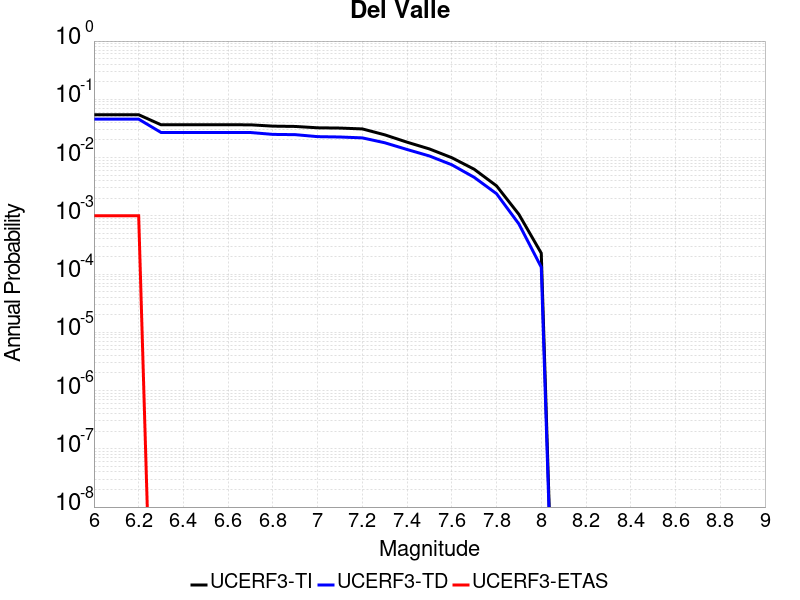 Del Valle
10^0
10^-1
10^-2
10^-3
10^-4
10^-5
10^-6
10^-7
10^-8
Annual Probability
6 6.2 6.4 6.6 6.8 7 7.2 7.4 7.6 7.8 8 8.2 8.4 8.6 8.8 9
Magnitude
UCERF3-TI UCERF3-TD UCERF3-ETAS